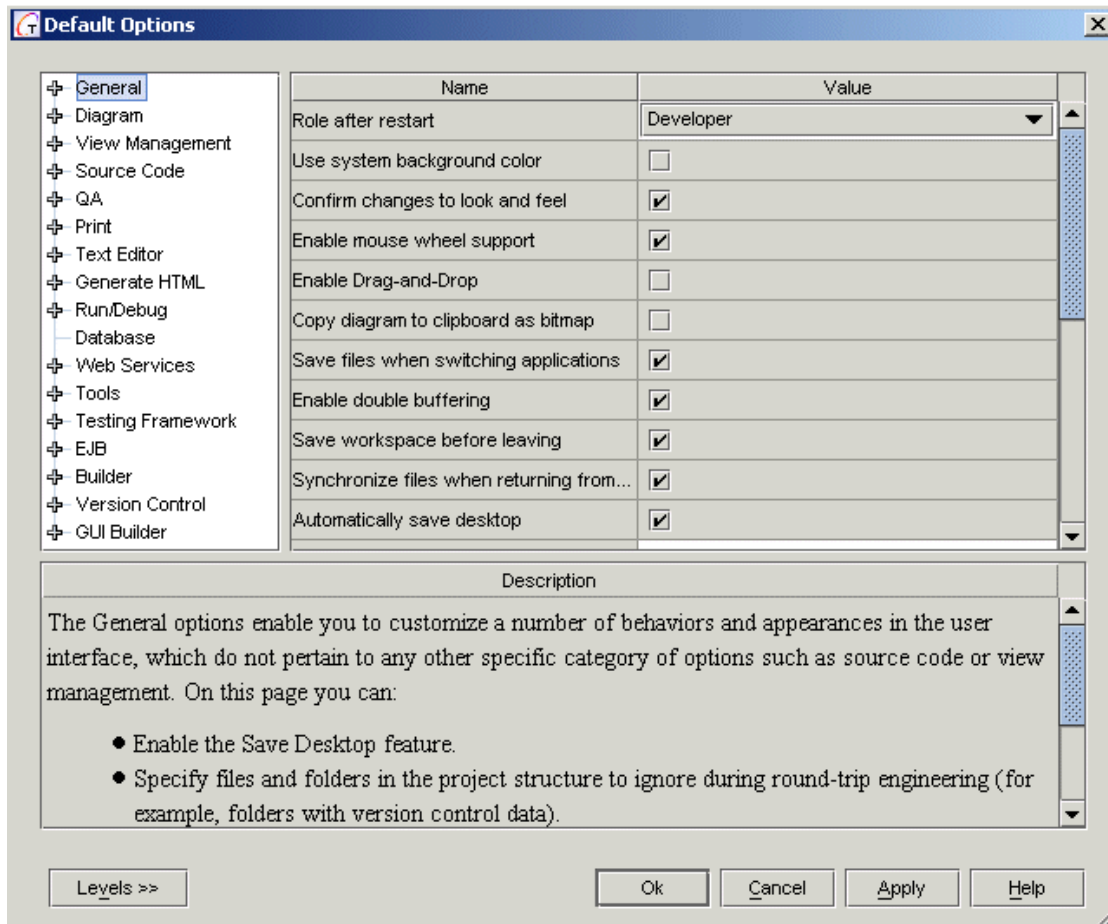 Default Options
General
Diagram
View Management
Source Code
QA
Print
Text Editor
Generate HTML
Run/Debug
Database
Web Services
Tools
Testing Framework
EJB
Builder
Version Control
GUI Builder
Name Value
Role after restart Developer
Use system background color
Confirm changes to look and feel
Enable mouse wheel support
Enable Drag-and-Drop
Copy diagram to clipboard as bitmap
Save files when switching applications
Enable double buffering
Save workspace before leaving
Synchronize files when returning from...
Automatically save desktop
Description
The General options enable you to customize a number of behaviors and appearances in the user
interface, which do not pertain to any other specific category of options such as source code or view
management. On this page you can:
● Enable the Save Desktop feature.
● Specify files and folders in the project structure to ignore during round-trip engineering (for
example, folders with version control data).
Levels >> Ok Cancel Apply Help